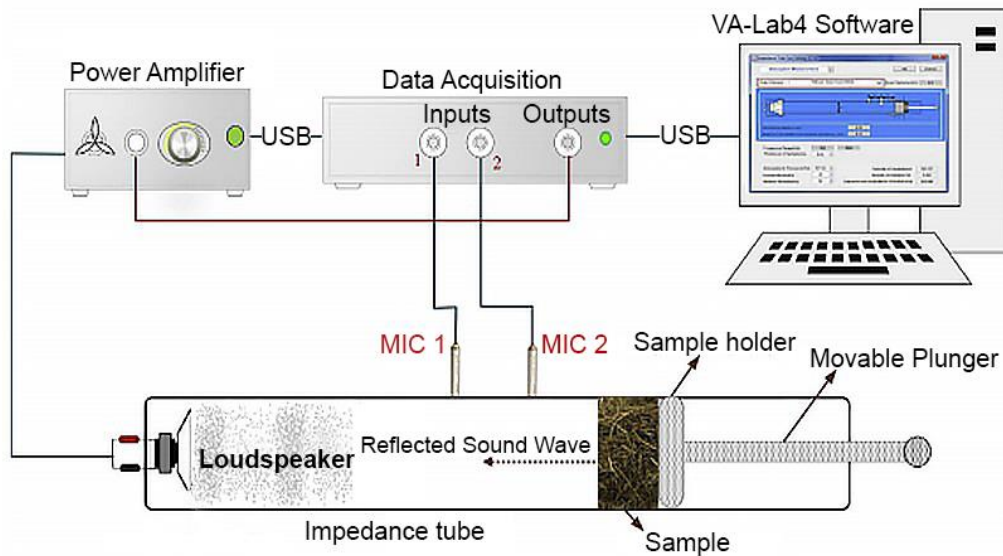 VA-Lab4 Software
Power Amplifier
Data Acquisition
Inputs
Outputs
USB
USB
1
2
MIC 1
MIC 2
Sample holder
Movable Plunger
Reflected Sound Wave
Loudspeaker
Impedance tube
Sample